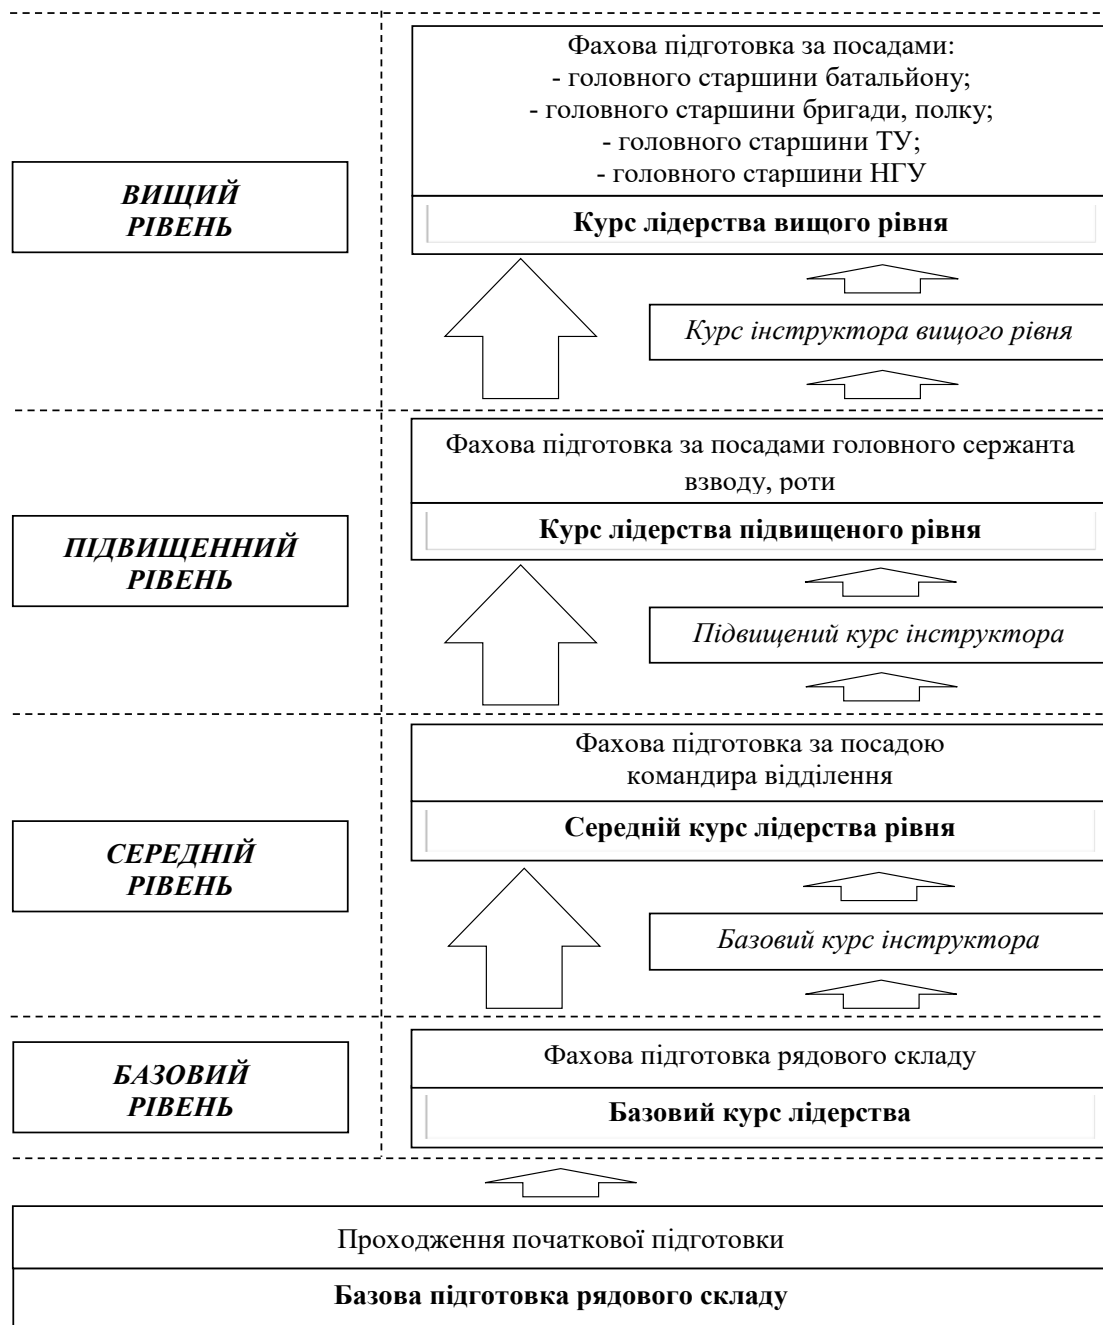 Фахова підготовка за посадами:
- головного старшини батальйону;
- головного старшини бригади, полку;
- головного старшини ТУ;
- головного старшини НГУ
ВИЩИЙ
РІВЕНЬ
Курс лідерства вищого рівня
Курс інструктора вищого рівня
Фахова підготовка за посадами головного сержанта
взводу, роти
ПІДВИЩЕННИЙ
РІВЕНЬ
Курс лідерства підвищеного рівня
Підвищений курс інструктора
Фахова підготовка за посадою
командира відділення
СЕРЕДНІЙ
РІВЕНЬ
Середній курс лідерства рівня
Базовий курс інструктора
Фахова підготовка рядового складу
БАЗОВИЙ
РІВЕНЬ
Базовий курс лідерства
Проходження початкової підготовки
Базова підготовка рядового складу